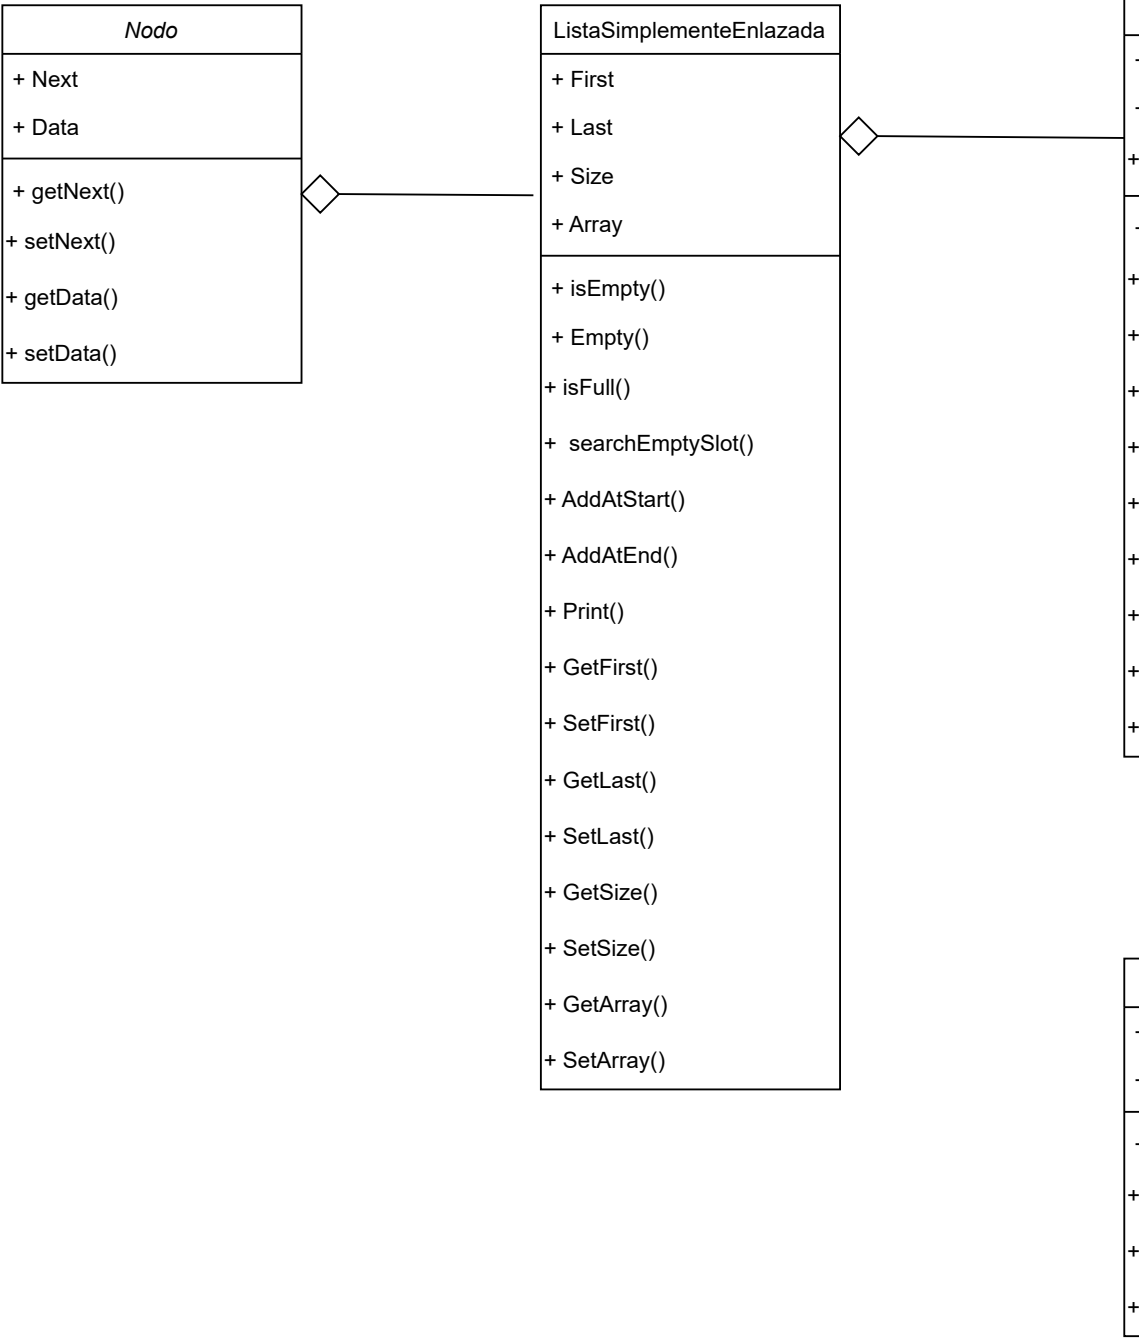 Nodo
+ Next
+ Data
+ getNext()
+ setNext()
+ getData()
+ setData()
ListaSimplementeEnlazada
+ First
+ Last
+ Size
+ Array
+ isEmpty()
+ Empty()
+ isFull()
+ searchEmptySlot()
+ AddAtStart()
+ AddAtEnd()
+ Print()
+ GetFirst()
+ SetFirst()
+ GetLast()
+ SetLast()
+ GetSize()
+ SetSize()
+ GetArray()
+ SetArray()
+
+
+
+
+
+
+
+
+
+
+
+
+